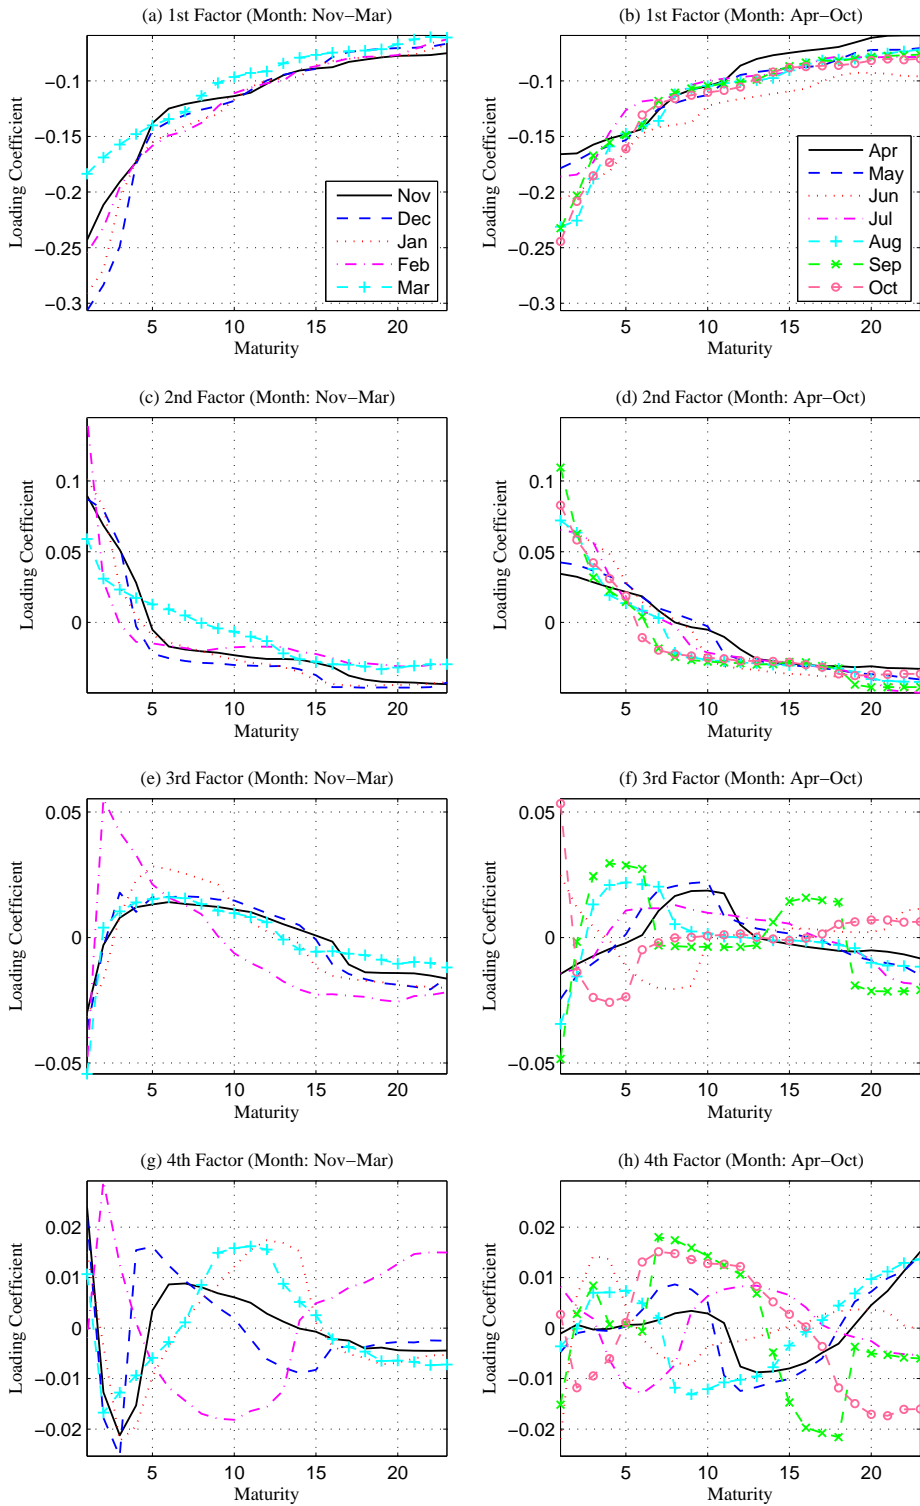 (a) 1st Factor (Month: Nov−Mar)
Loading Coefficient
−0.1
−0.15
−0.2
−0.25
−0.3
Nov
Dec
Jan
Feb
Mar
5 10 15 20
Maturity
(b) 1st Factor (Month: Apr−Oct)
Loading Coefficient
−0.1
−0.15
−0.2
−0.25
−0.3
Apr
May
Jun
Jul
Aug
Sep
Oct
5 10 15 20
Maturity
(c) 2nd Factor (Month: Nov−Mar)
Loading Coefficient
0.1
0.05
0
5 10 15 20
Maturity
(d) 2nd Factor (Month: Apr−Oct)
Loading Coefficient
0.1
0.05
0
5 10 15 20
Maturity
(e) 3rd Factor (Month: Nov−Mar)
Loading Coefficient
0.05
0
−0.05
5 10 15 20
Maturity
(f) 3rd Factor (Month: Apr−Oct)
Loading Coefficient
0.05
0
−0.05
5 10 15 20
Maturity
(g) 4th Factor (Month: Nov−Mar)
Loading Coefficient
0.02
0.01
0
−0.01
−0.02
5 10 15 20
Maturity
(h) 4th Factor (Month: Apr−Oct)
Loading Coefficient
0.02
0.01
0
−0.01
−0.02
5 10 15 20
Maturity